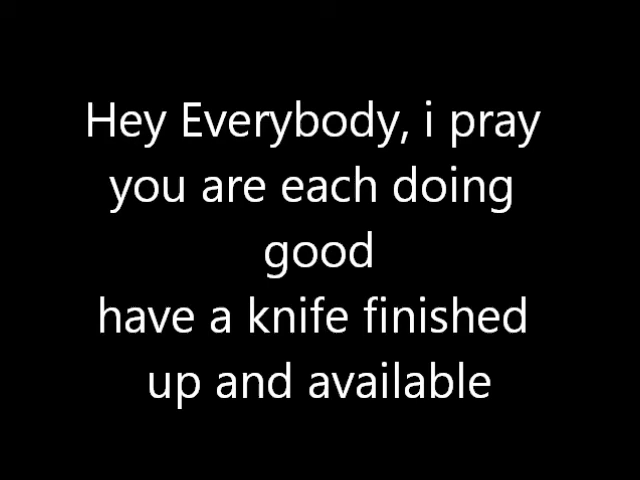 Hey Everybody, i pray
you are each doing
good
have a knife finished
up and available